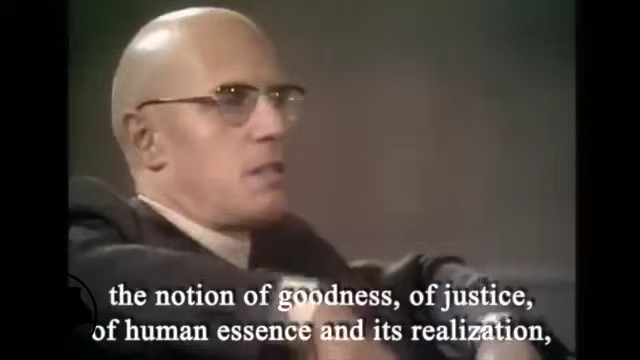 the notion of goodness, of justice,
of human essence and its realization,